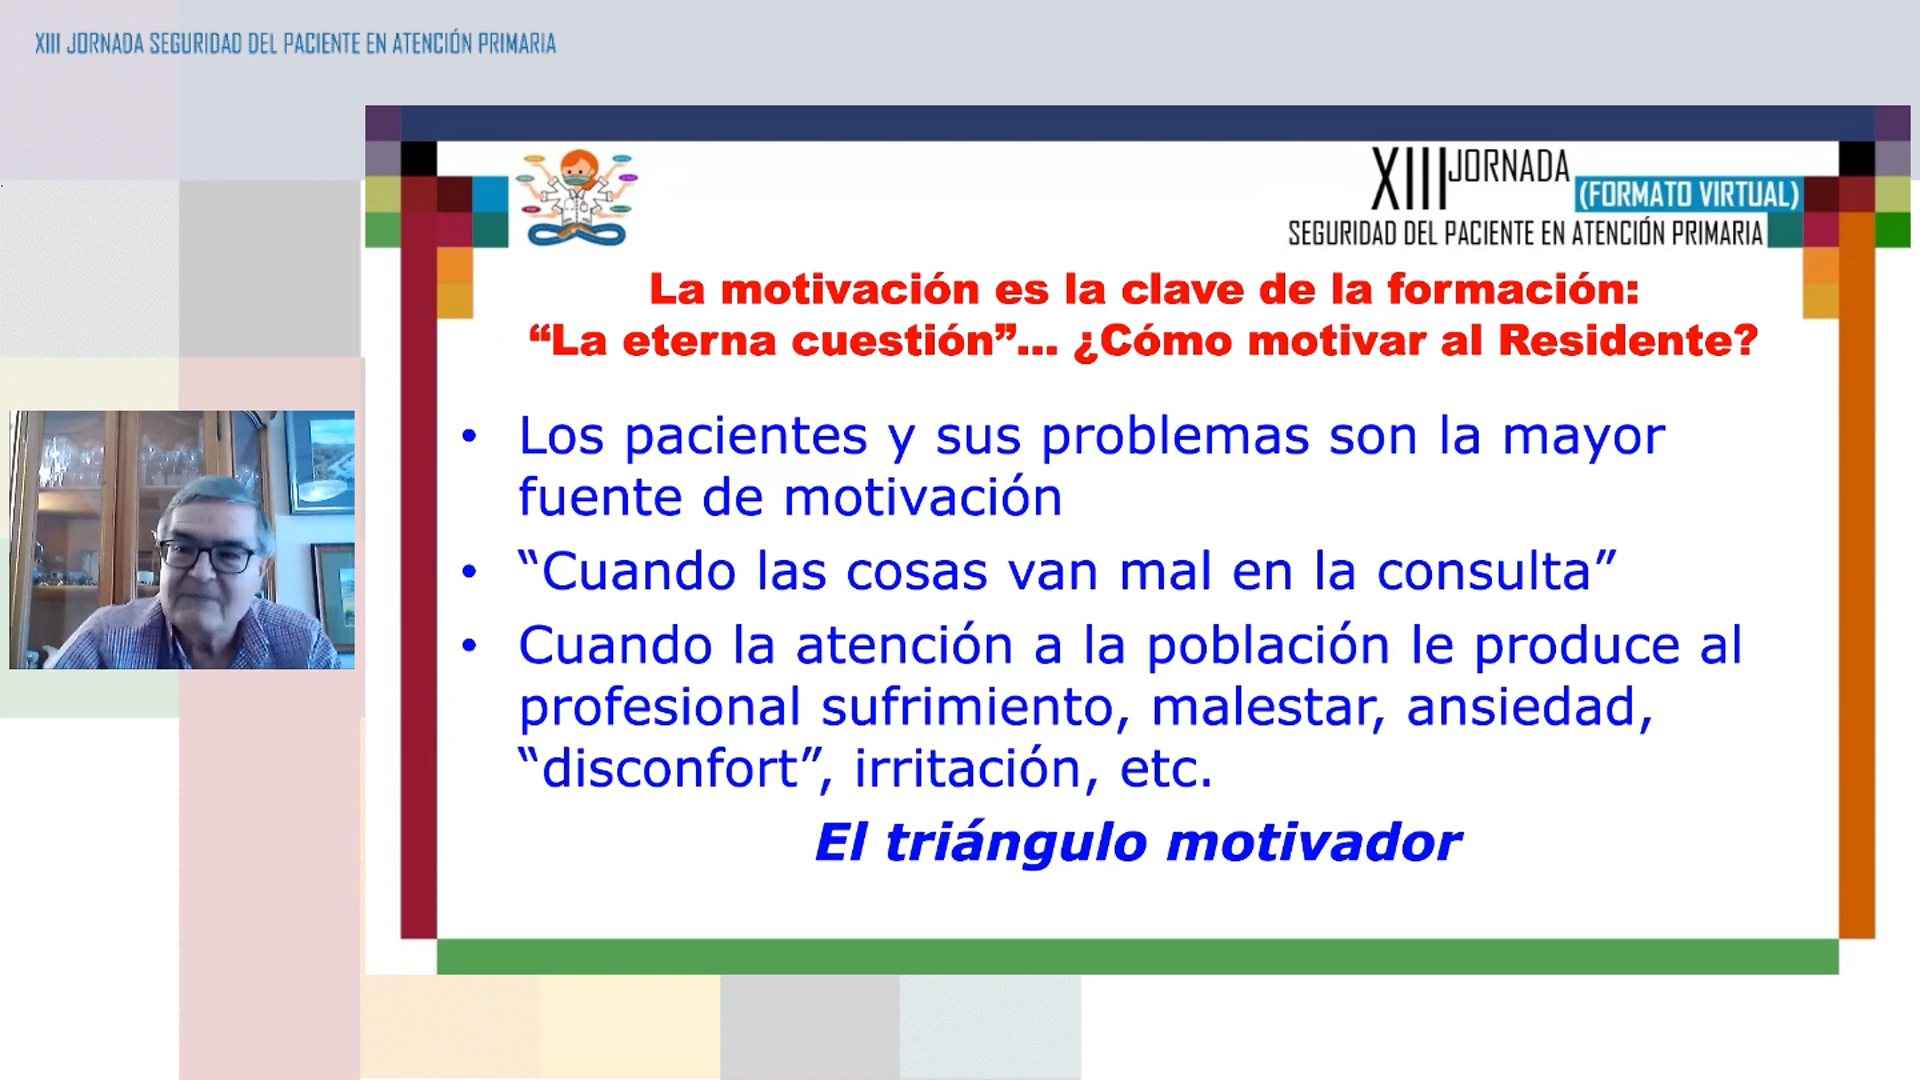 XIII JORNADA SEGURIDAD DEL PACIENTE EN ATENCIÓN PRIMARIA
XIII JORNADA
(FORMATO VIRTUAL)
SEGURIDAD DEL PACIENTE EN ATENCIÓN PRIMARIA
La motivación es la clave de la formación:
“La eterna cuestión”... ¿Cómo motivar al Residente?
• Los pacientes y sus problemas son la mayor
fuente de motivación
• “Cuando las cosas van mal en la consulta”
• Cuando la atención a la población le produce al
profesional sufrimiento, malestar, ansiedad,
“disconfort”, irritación, etc.
El triángulo motivador